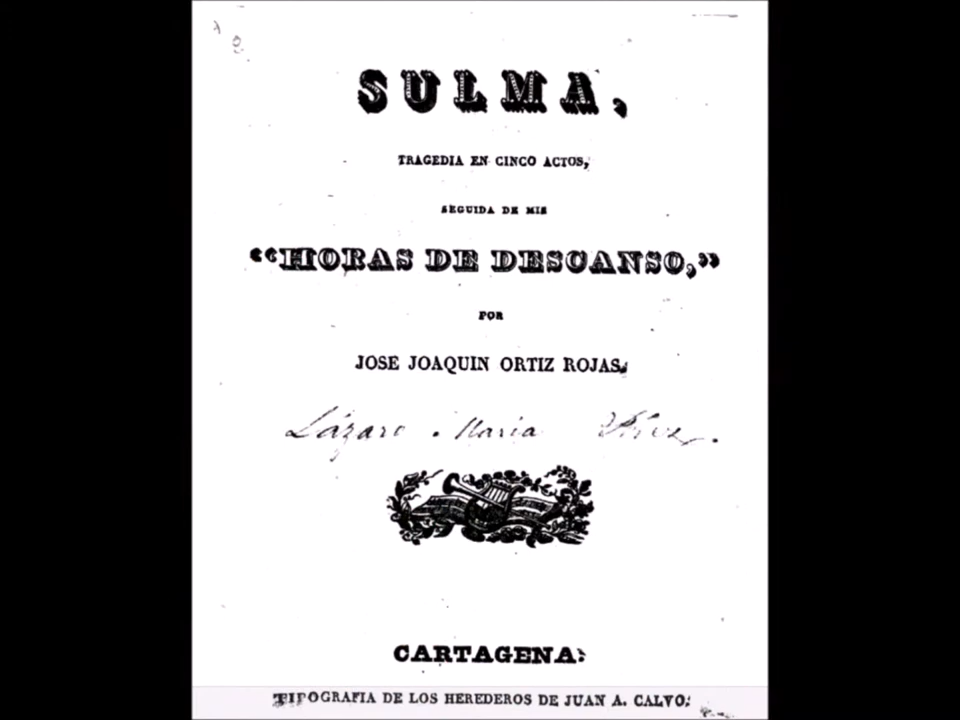 SULMA,
TRAGEDIA EN CINCO ACTOS,
SEGUIDA DE MIS
“HORAS DE DESCANSO,”
POR
JOSE JOAQUIN ORTIZ ROJAS.
Lázaro Maria
CARTAGENA:
TIPOGRAFIA DE LOS HEREDEROS DE JUAN A. CALVO: